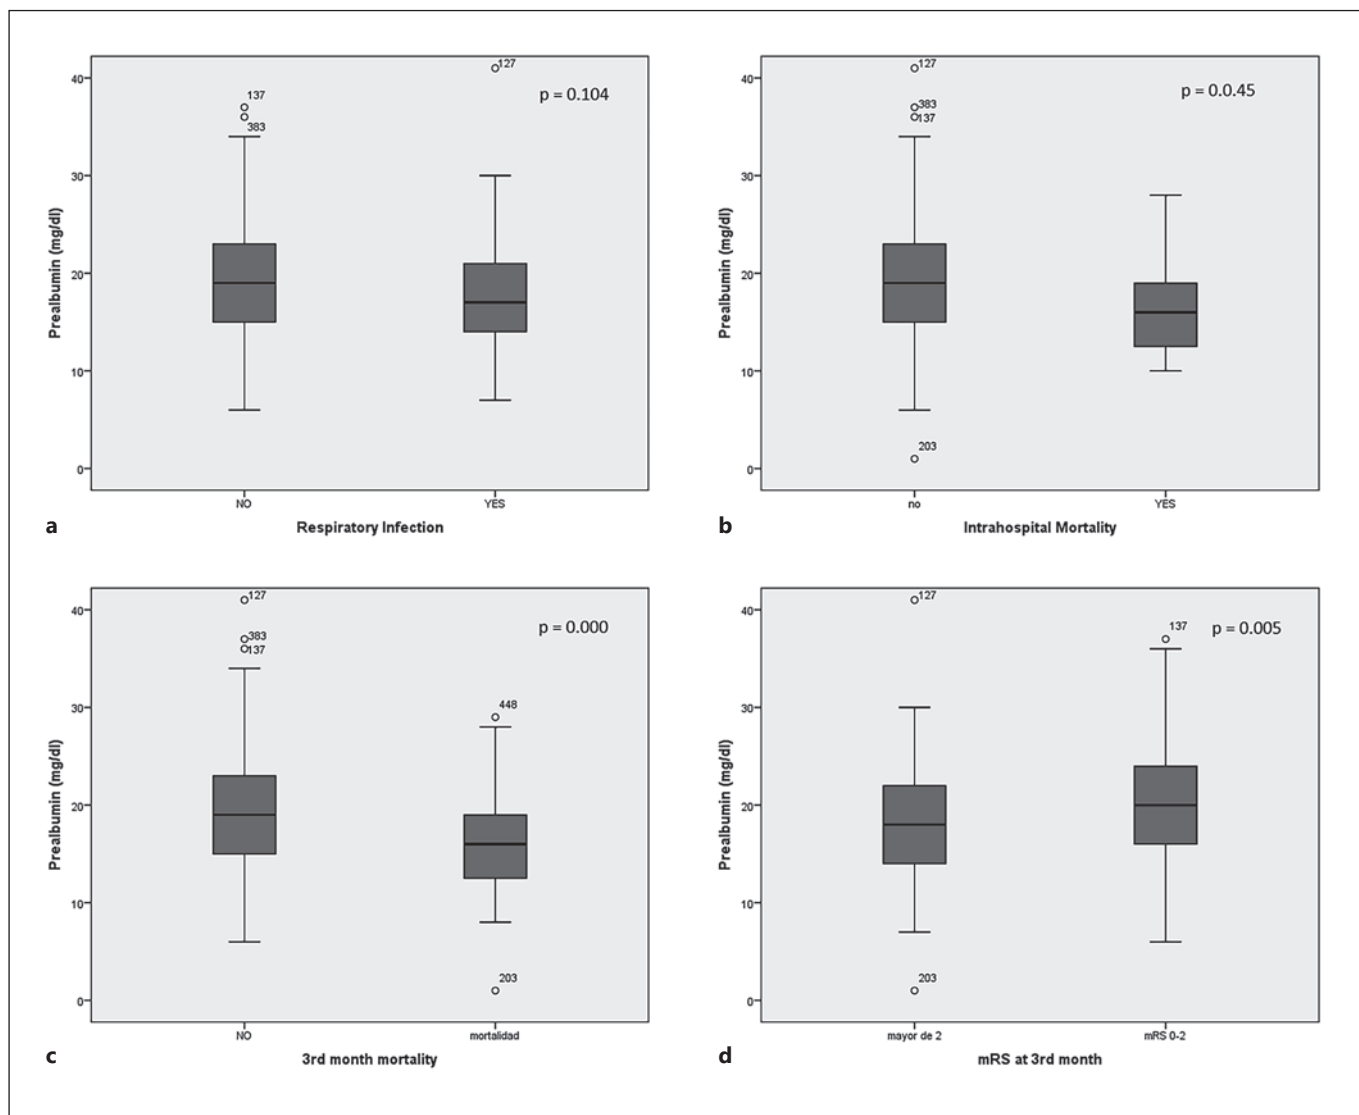 40
30
20
10
0
Prealbumin (mg/dl)
137
383
127
p = 0.104
NO
YES
a
Respiratory Infection
40
30
20
10
0
Prealbumin (mg/dl)
127
383
137
203
p = 0.0.45
no
YES
b
Intrahospital Mortality
40
30
20
10
0
Prealbumin (mg/dl)
127
383
137
448
203
p = 0.000
NO
mortalidad
c
3rd month mortality
40
30
20
10
0
Prealbumin (mg/dl)
127
203
137
p = 0.005
mayor de 2
mRS 0-2
d
mRS at 3rd month